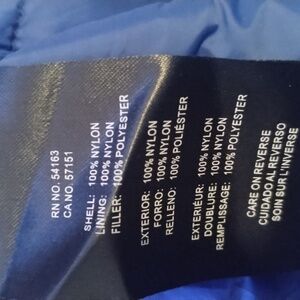 RN NO. 54163
CA NO. 57151
SHELL: 100% NYLON
LINING: 100% NYLON
FILLER: 100% POLYESTER
EXTERIOR: 100% NYLON
FORRO: 100% NYLON
RELLENO: 100% POLIÉSTER
EXTÉRIEUR: 100% NYLON
DOUBLURE: 100% NYLON
REMPLISSAGE: 100% POLYESTER
CARE ON REVERSE
CUIDADO AL REVERSO
SOIN SUR L'INVERSE